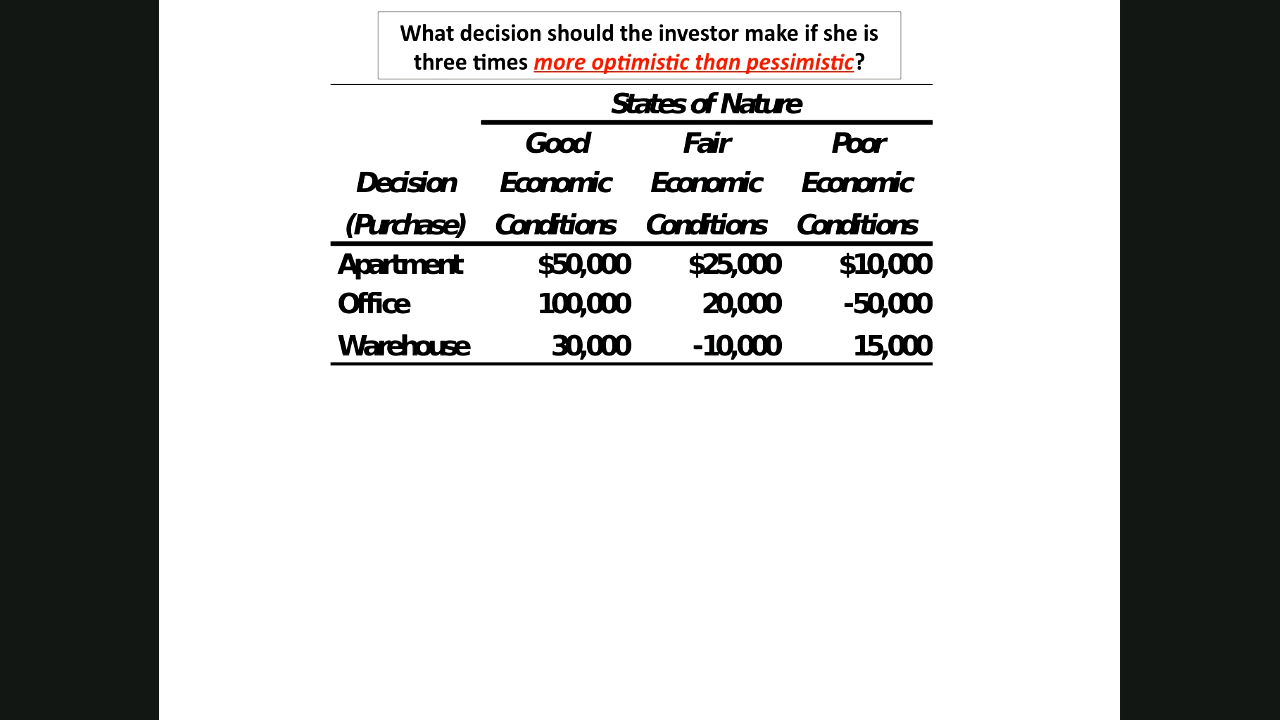 What decision should the investor make if she is
three times more optimistic than pessimistic?
States of Nature
Good Fair Poor
Decision Economic Economic Economic
(Purchase) Conditions Conditions Conditions
Apartment $50,000 $25,000 $10,000
Office 100,000 20,000 -50,000
Warehouse 30,000 -10,000 15,000